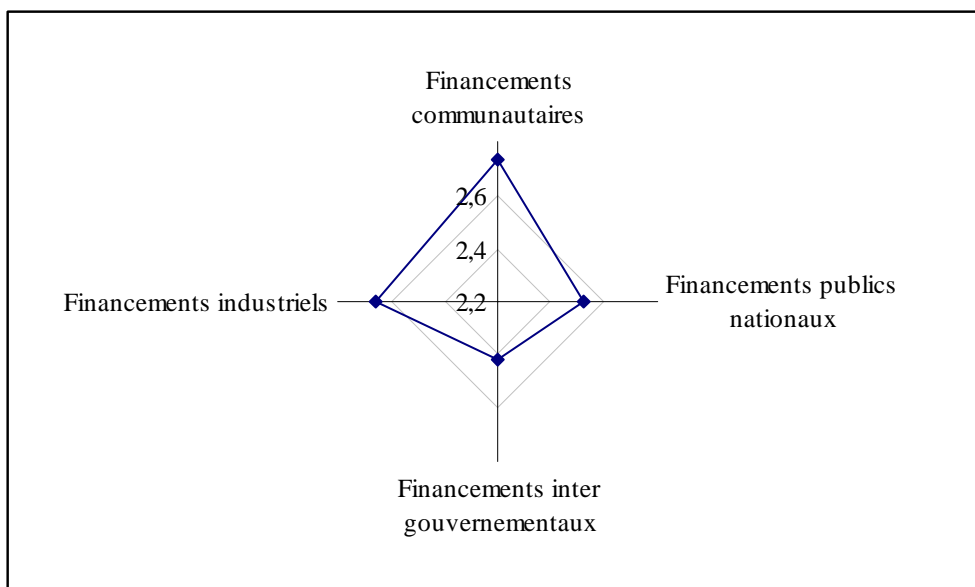 Financements
communautaires
2,6
2,4
2,2
Financements industriels
Financements publics
nationaux
Financements inter
gouvernementaux